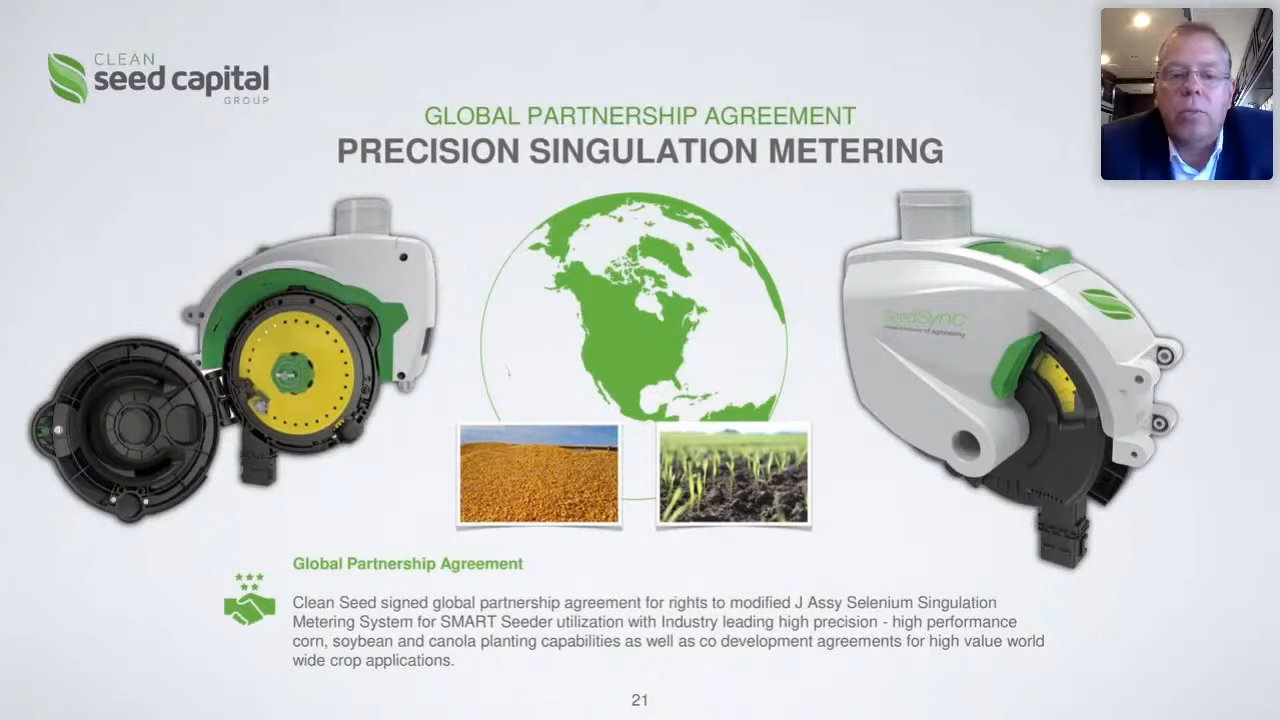 CLEAN
seed capital
GROUP
GLOBAL PARTNERSHIP AGREEMENT
PRECISION SINGULATION METERING
SeedSync
Global Partnership Agreement
Clean Seed signed global partnership agreement for rights to modified J Assy Selenium Singulation
Metering System for SMART Seeder utilization with Industry leading high precision - high performance
corn, soybean and canola planting capabilities as well as co development agreements for high value world
wide crop applications.
21